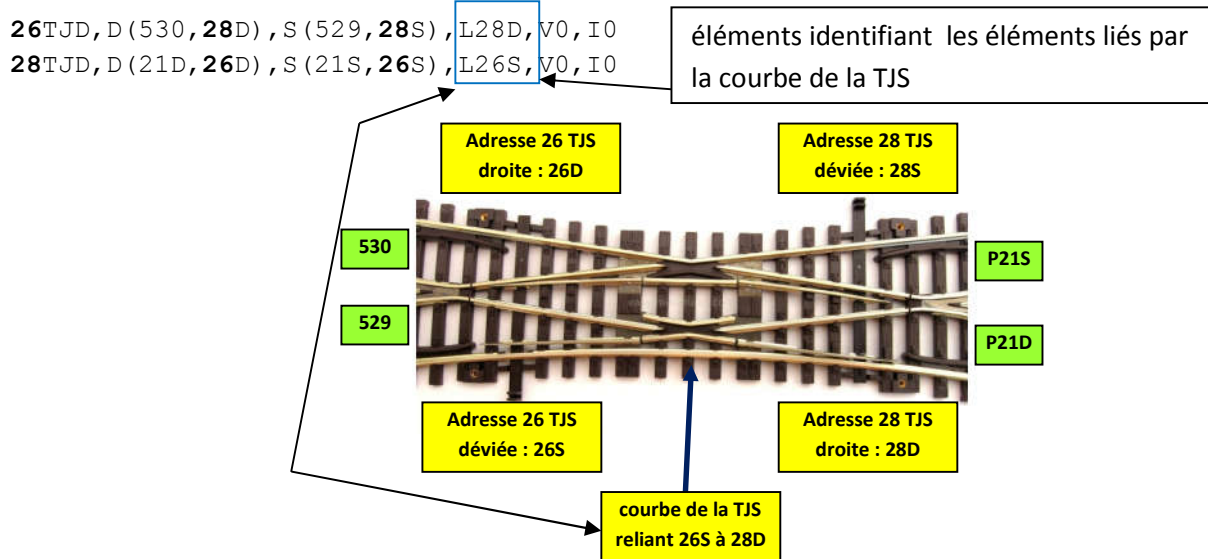 26TJD,D(530,28D),S(529,28S),L28D,V0,I0
28TJD,D(21D,26D),S(21S,26S),L26S,V0,I0
éléments identifiant les éléments liés par
la courbe de la TJS
Adresse 26 TJS
droite : 26D
Adresse 28 TJS
déviée : 28S
530
P21S
529
P21D
Adresse 26 TJS
déviée : 26S
Adresse 28 TJS
droite : 28D
courbe de la TJS
reliant 26S à 28D